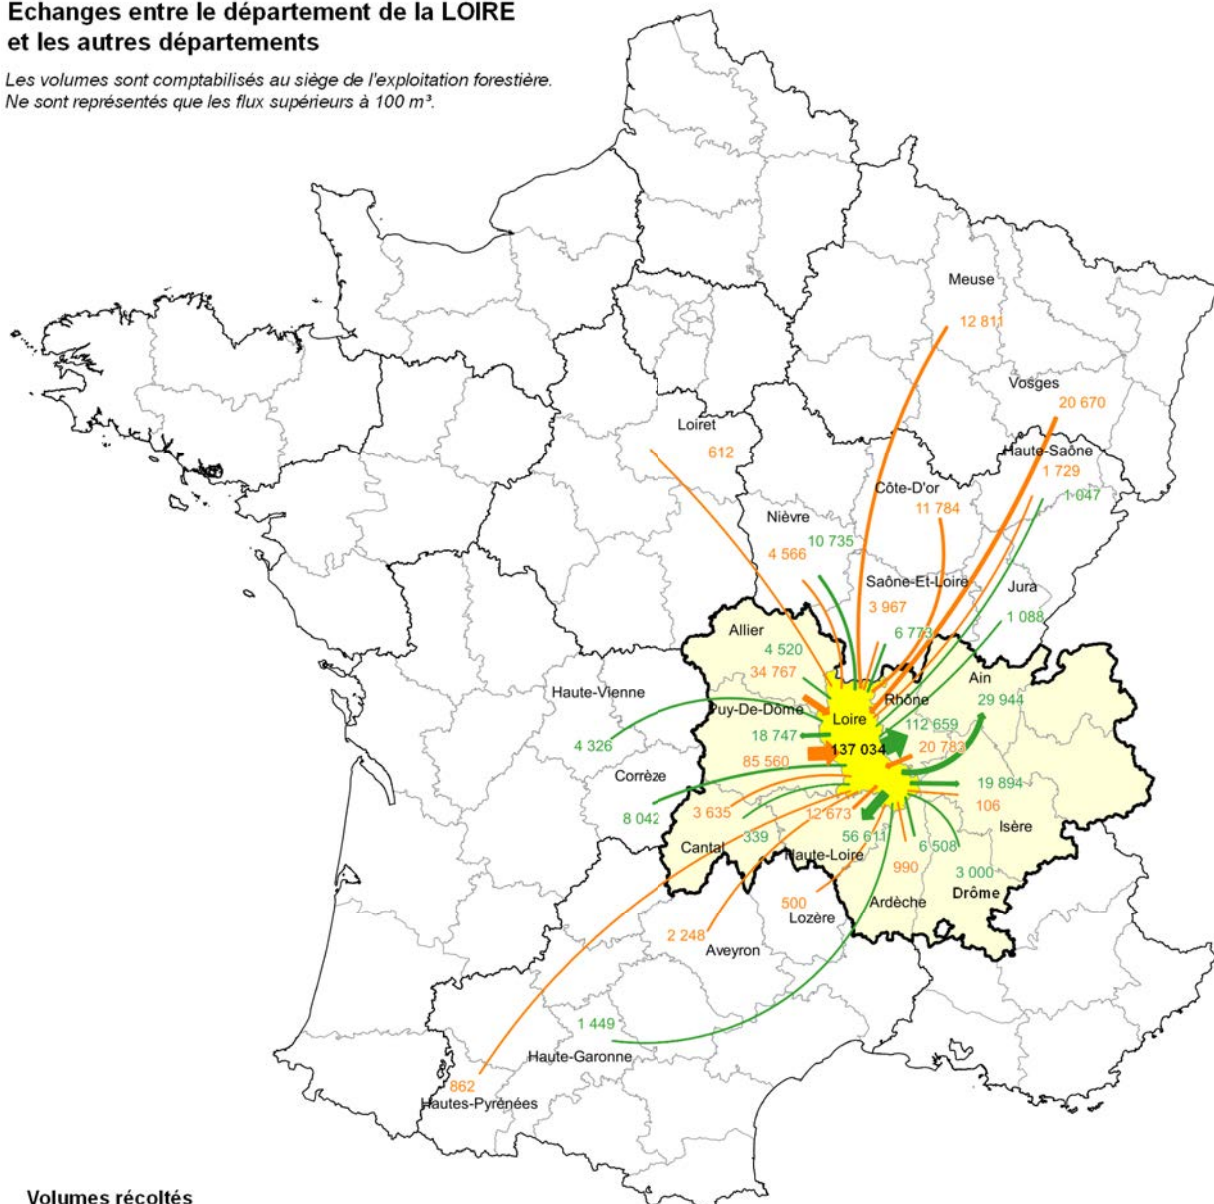 Echanges entre le département de la LOIRE
et les autres départements
Les volumes sont comptabilisés au siège de l'exploitation forestière.
Ne sont représentés que les flux supérieurs à 100 m³.
Meuse
12 811
Vosges
20 670
Loiret
612
Haute-Saône
1 729
1 047
Côte-D'or
11 784
Nièvre
10 735
4 566
Saône-Et-Loire
3 967
6 773
Jura
1 088
Allier
4 520
34 767
Ain
29 944
Haute-Vienne
4 326
Puy-De-Dôme
18 747
85 560
Loire
137 034
Rhône
112 659
20 783
Corrèze
8 042
19 894
106
Isère
3 635
339
Cantal
12 673
56 611
Haute-Loire
6 508
990
3 000
Drôme
Ardèche
500
Lozère
2 248
Aveyron
1 449
Haute-Garonne
862
Hautes-Pyrénées
Volumes récoltés